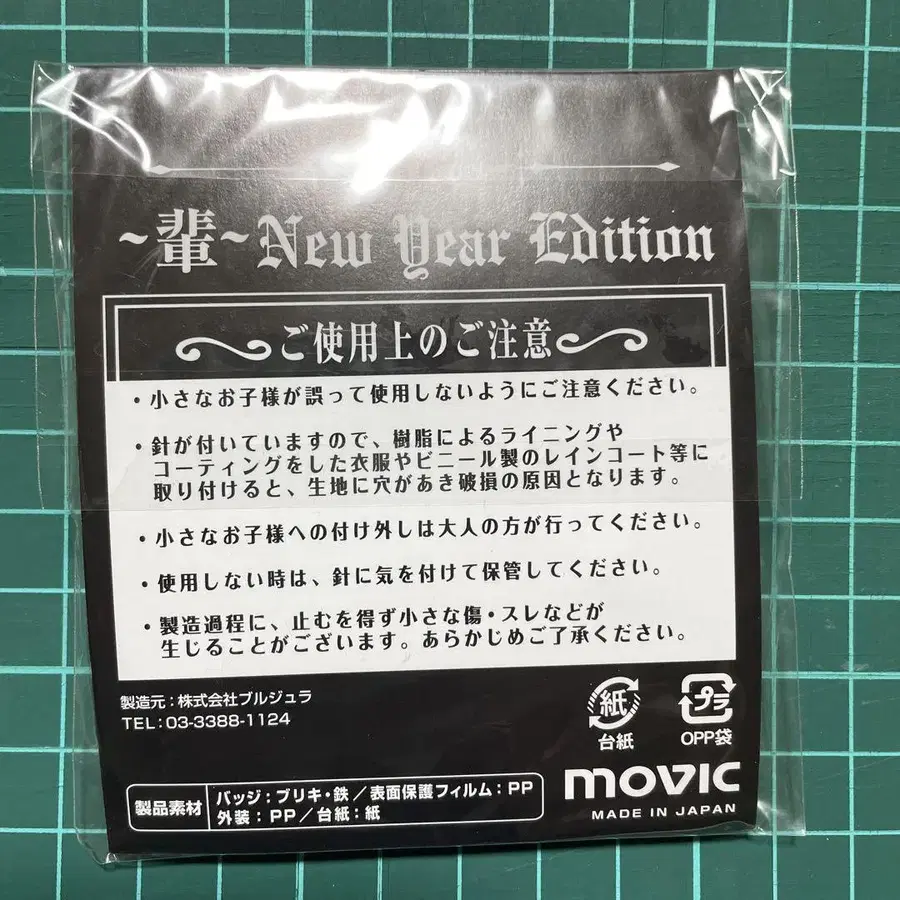 ~輩~New Year Edition
ご使用上のご注意
・小さなお子様が誤って使用しないようにご注意ください。
・針が付いていますので、樹脂によるライニングや
コーティングをした衣服やビニール製のレインコート等に
取り付けると、生地に穴があき破損の原因となります。
・小さなお子様への付け外しは大人の方が行ってください。
・使用しない時は、針に気を付けて保管してください。
・製造過程に、止むを得ず小さな傷・スレなどが
生じることがございます。あらかじめご了承ください。
製造元：株式会社ブルジュラ
TEL：03-3388-1124
紙
台紙
プラ
OPP袋
movic
MADE IN JAPAN
製品素材
バッジ：ブリキ・鉄／表面保護フィルム：PP
外装：PP／台紙：紙